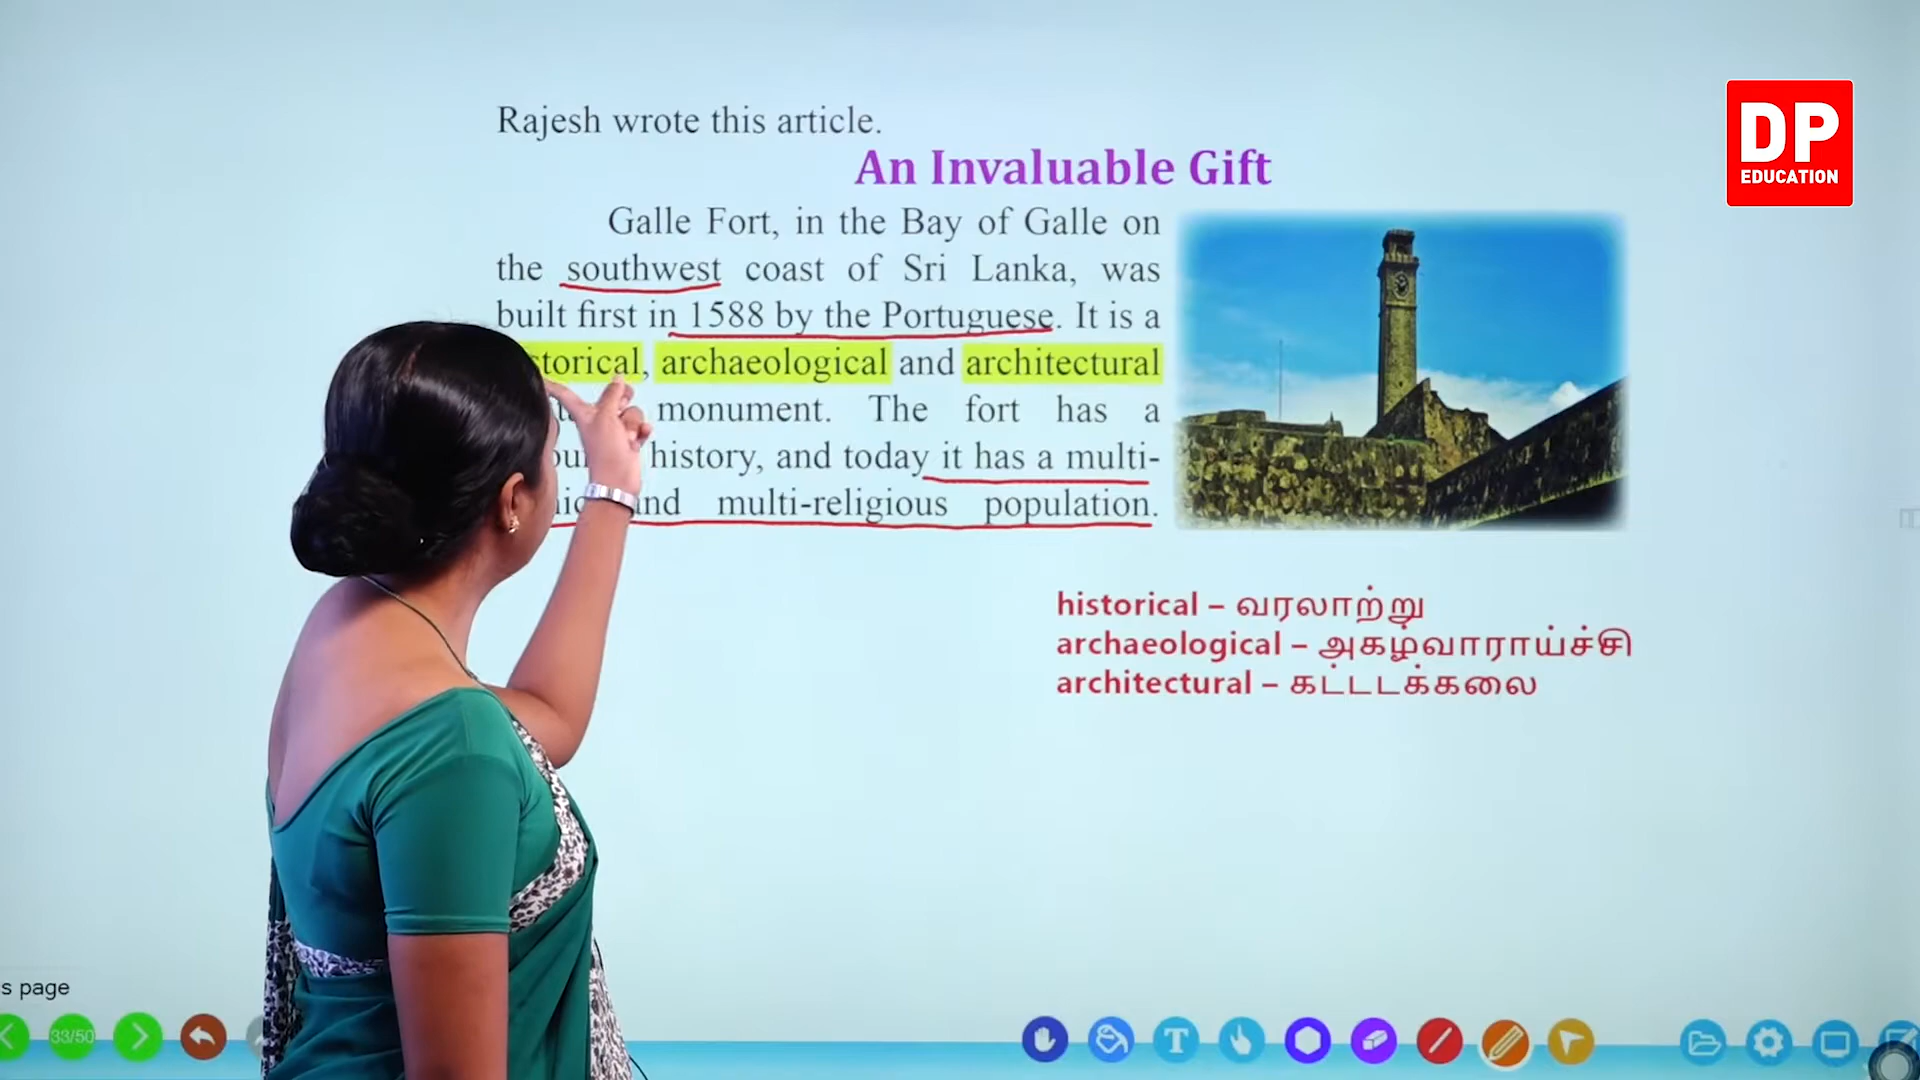 DP
EDUCATION
Rajesh wrote this article.
An Invaluable Gift
Galle Fort, in the Bay of Galle on
the southwest coast of Sri Lanka, was
built first in 1588 by the Portuguese. It is a
archaeological and architectural
monument. The fort has a
history, and today it has a multi-
and multi-religious population.
historical – வரலாற்று
archaeological – அகழ்வாராய்ச்சி
architectural – கட்டடக்கலை
s page
33/50
T